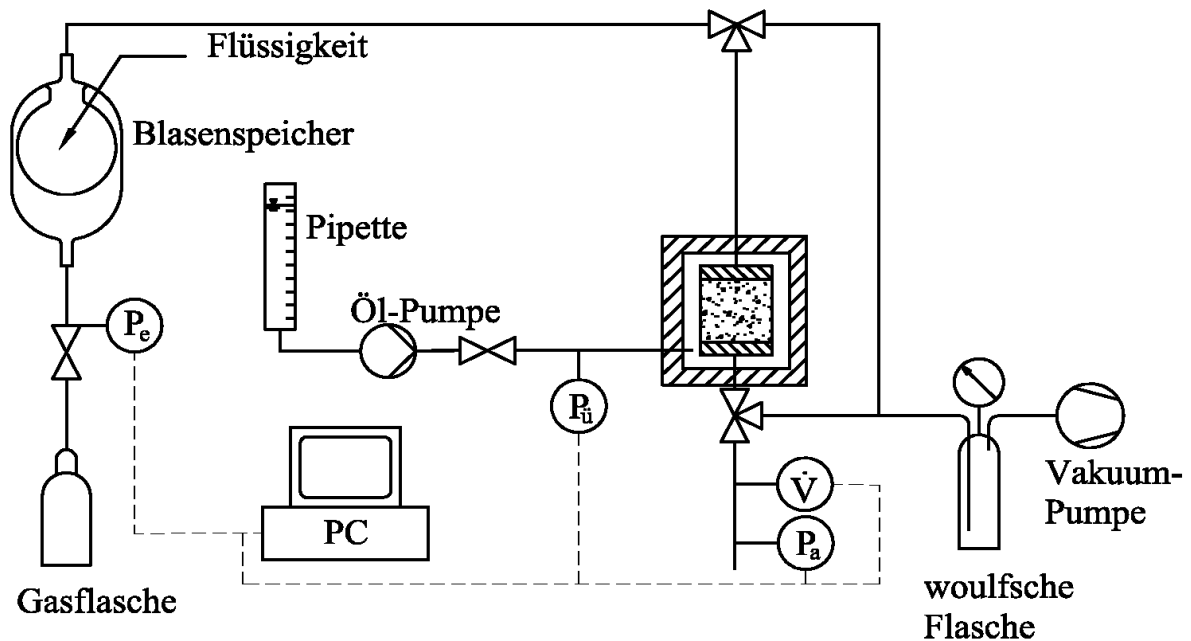 Flüssigkeit
Blasenspeicher
Pipette
Öl-Pumpe
Pe
Pü
PC
V̇
Pa
Vakuum-
Pumpe
Gasflasche
woulfsche
Flasche